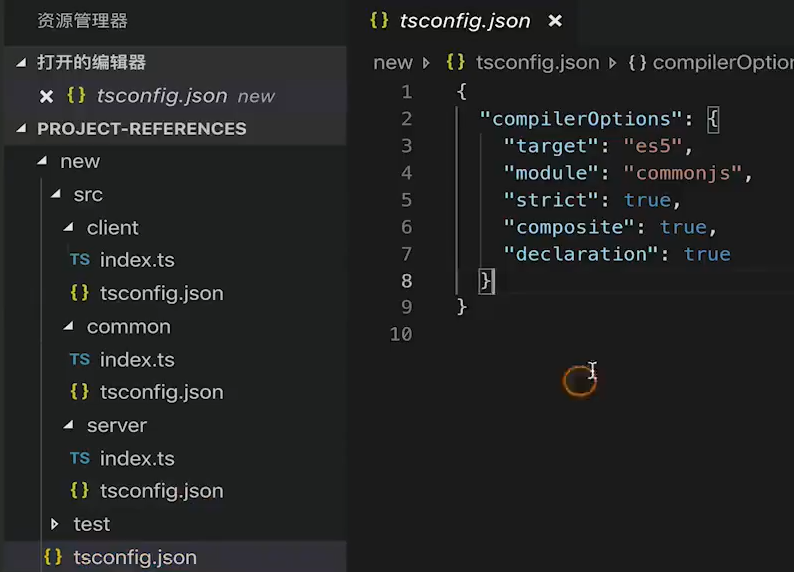 资源管理器
打开的编辑器
{} tsconfig.json new
PROJECT-REFERENCES
new
src
client
TS index.ts
{} tsconfig.json
common
TS index.ts
{} tsconfig.json
server
TS index.ts
{} tsconfig.json
test
{} tsconfig.json
{} tsconfig.json ×
new ▹ {} tsconfig.json ▹ {} compilerOption
1 {
2 "compilerOptions": {
3 "target": "es5",
4 "module": "commonjs",
5 "strict": true,
6 "composite": true,
7 "declaration": true
8 }
9 }
10